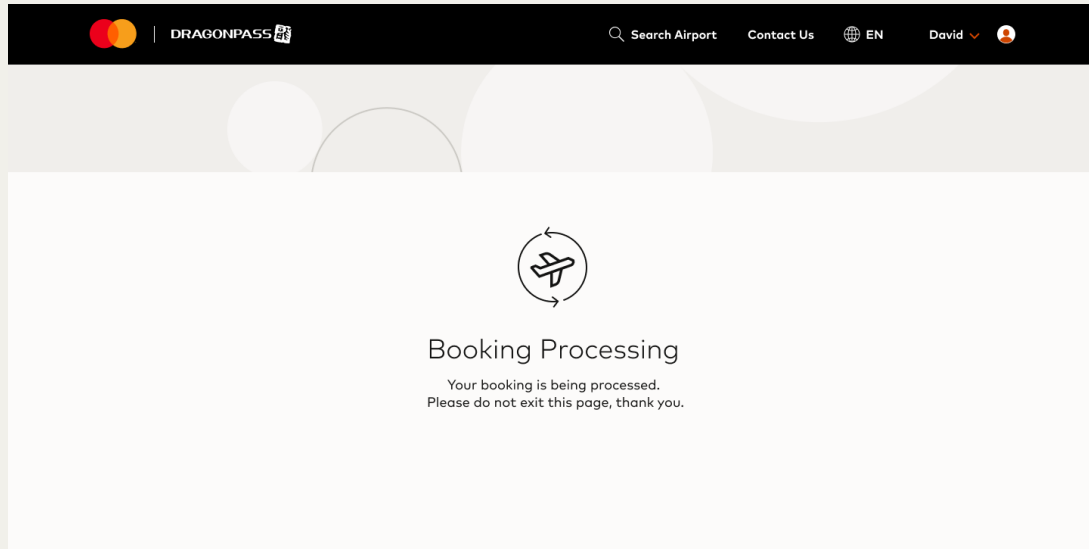 DRAGONPASS
Search Airport Contact Us EN David
Booking Processing
Your booking is being processed.
Please do not exit this page, thank you.